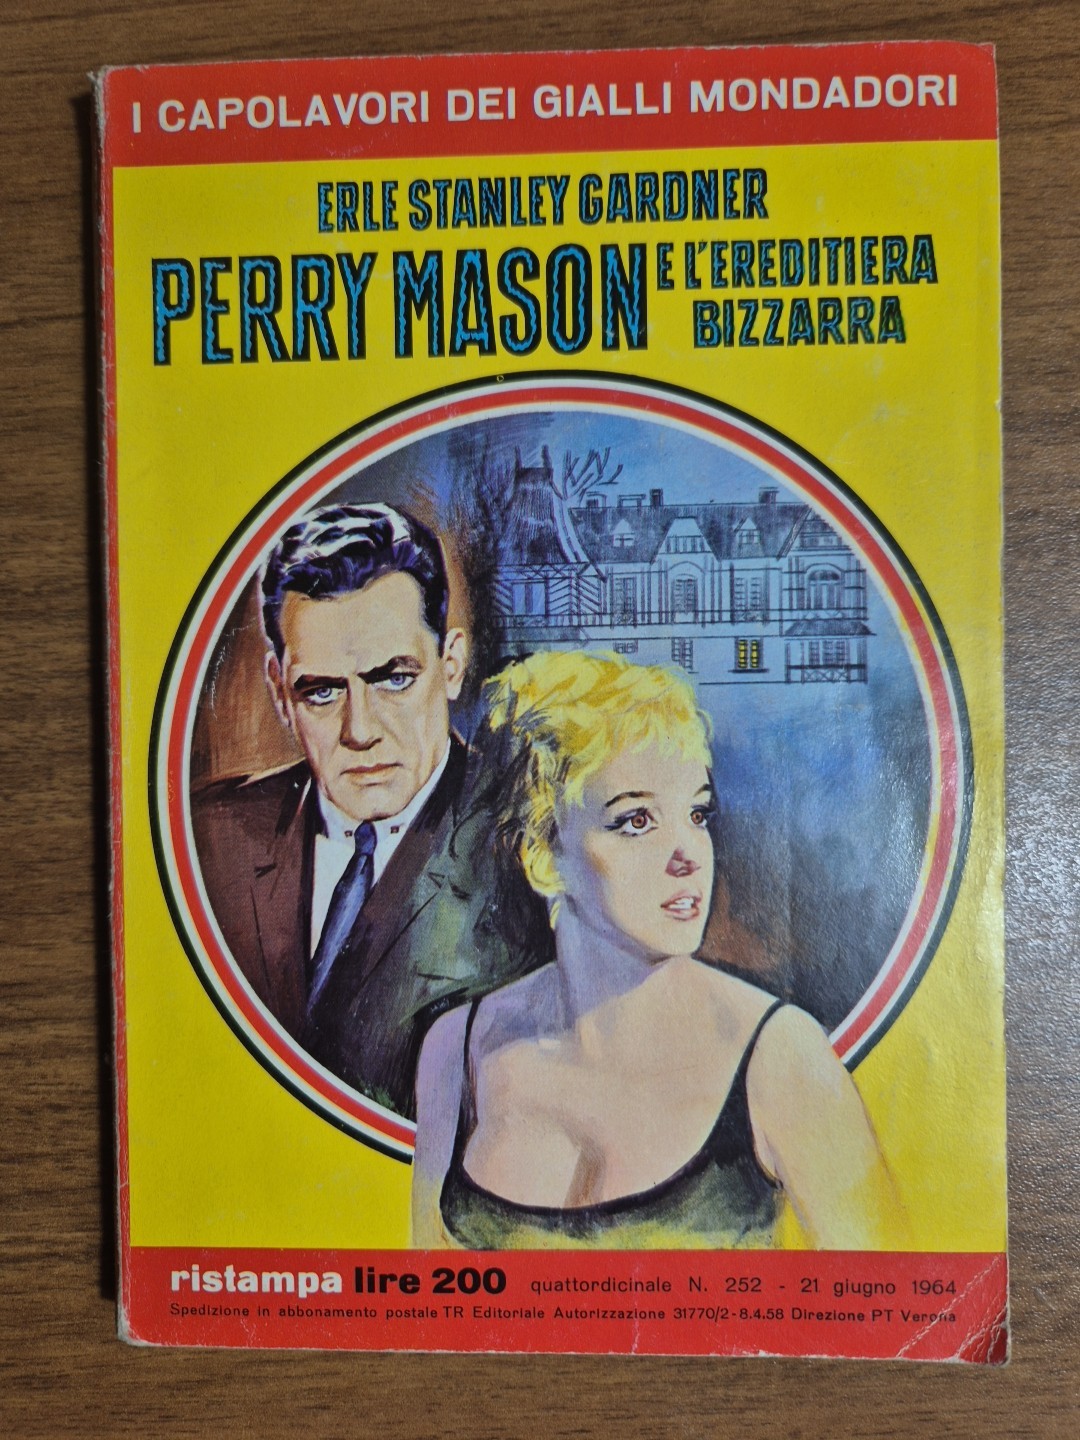 I CAPOLAVORI DEI GIALLI MONDADORI
ERLE STANLEY GARDNER
PERRY MASON E L'EREDITIERA
BIZZARRA
ristampa lire 200 quattordicinale N. 252 - 21 giugno 1964
Spedizione in abbonamento postale TR Editoriale Autorizzazione 31770/2-8.4.58 Direzione PT Verona